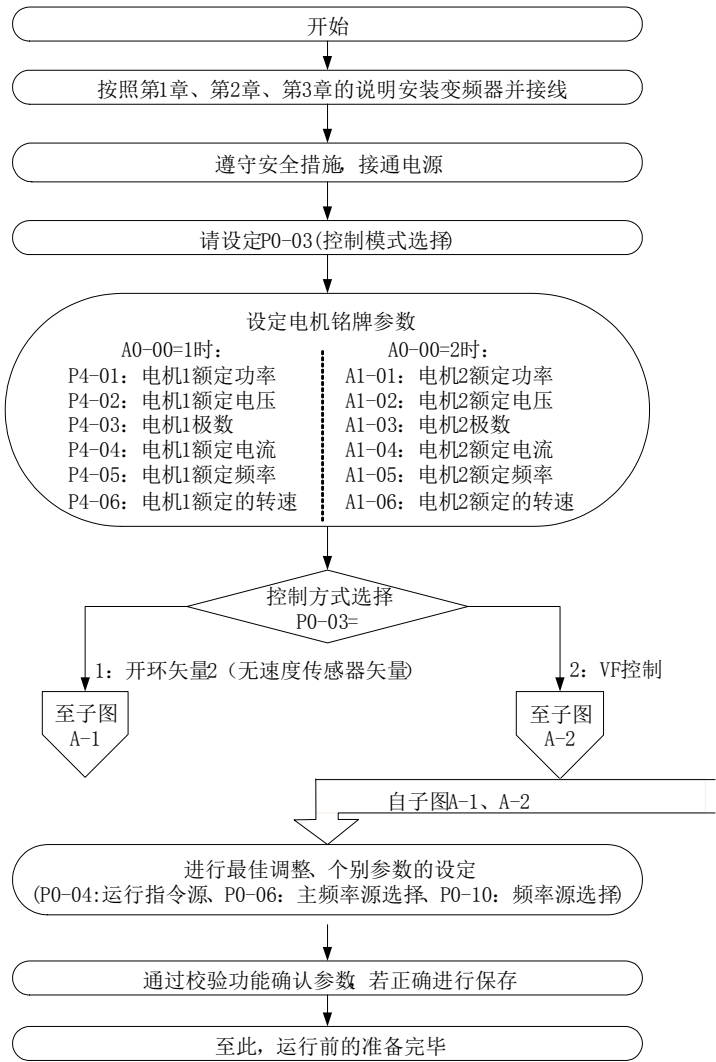 开始
按照第1章、第2章、第3章的说明安装变频器并接线
遵守安全措施,接通电源
请设定P0-03(控制模式选择)
设定电机铭牌参数
A0-00=1时：
P4-01：电机1额定功率
P4-02：电机1额定电压
P4-03：电机1极数
P4-04：电机1额定电流
P4-05：电机1额定频率
P4-06：电机1额定的转速
A0-00=2时：
A1-01：电机2额定功率
A1-02：电机2额定电压
A1-03：电机2极数
A1-04：电机2额定电流
A1-05：电机2额定频率
A1-06：电机2额定的转速
控制方式选择
P0-03=
1：开环矢量2（无速度传感器矢量)
2：VF控制
至子图
A-1
至子图
A-2
自子图A-1、A-2
进行最佳调整、个别参数的设定
(P0-04:运行指令源、P0-06：主频率源选择、P0-10：频率源选择)
通过校验功能确认参数,若正确进行保存
至此,运行前的准备完毕